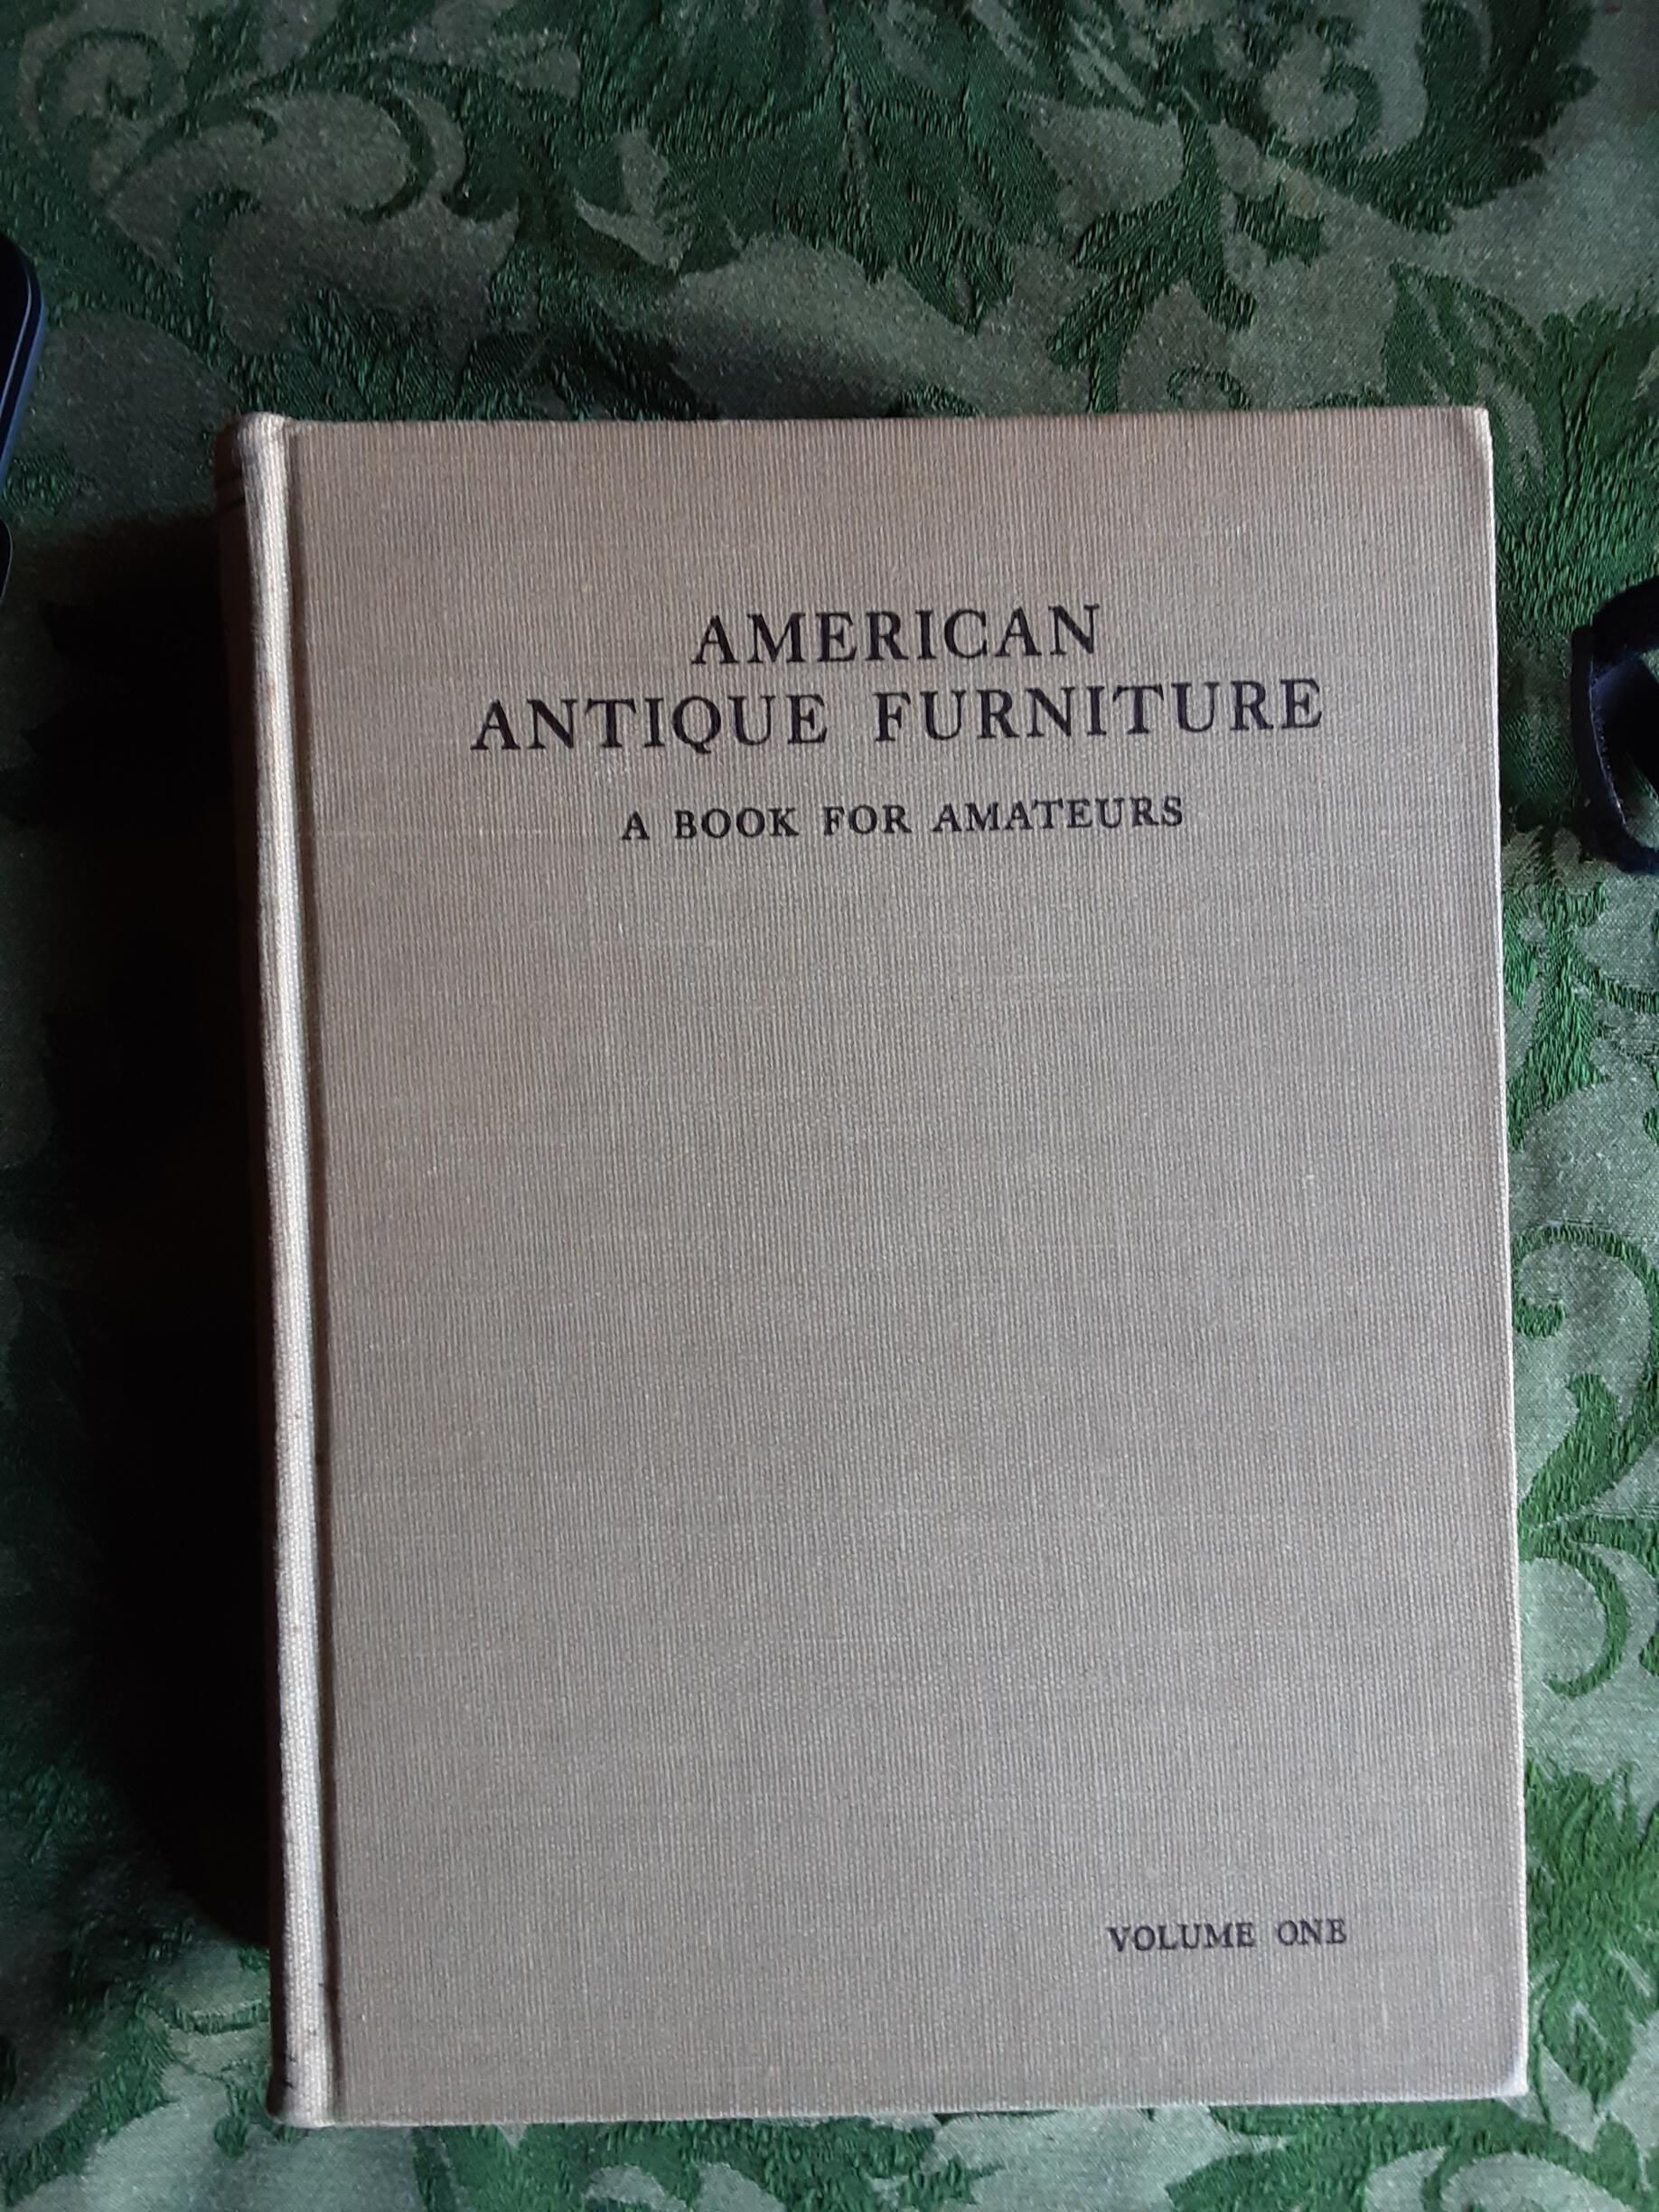 AMERICAN
ANTIQUE FURNITURE
A BOOK FOR AMATEURS
VOLUME ONE